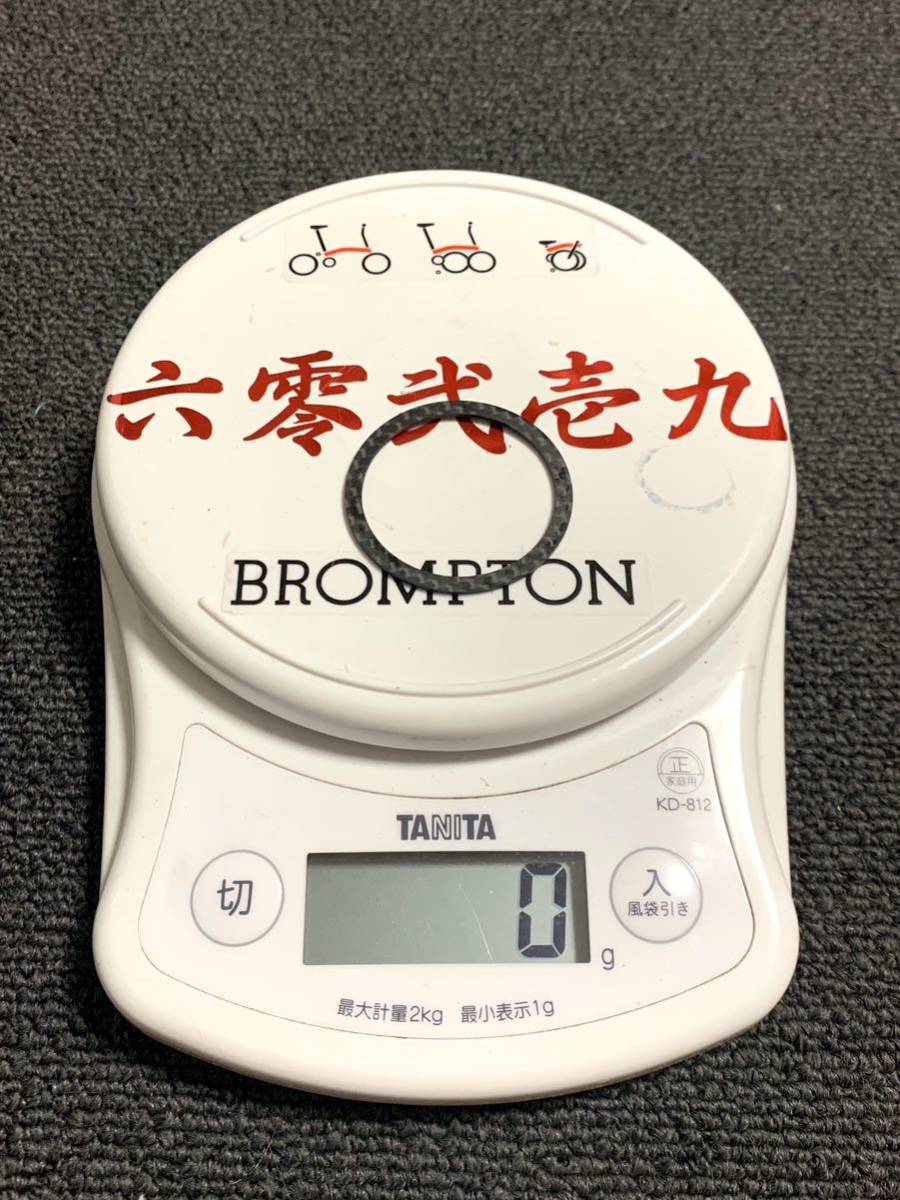 六零弐壱九
BROMPTON
正
家庭用
KD-812
TANITA
切
0
g
入
風袋引き
最大計量2kg 最小表示1g